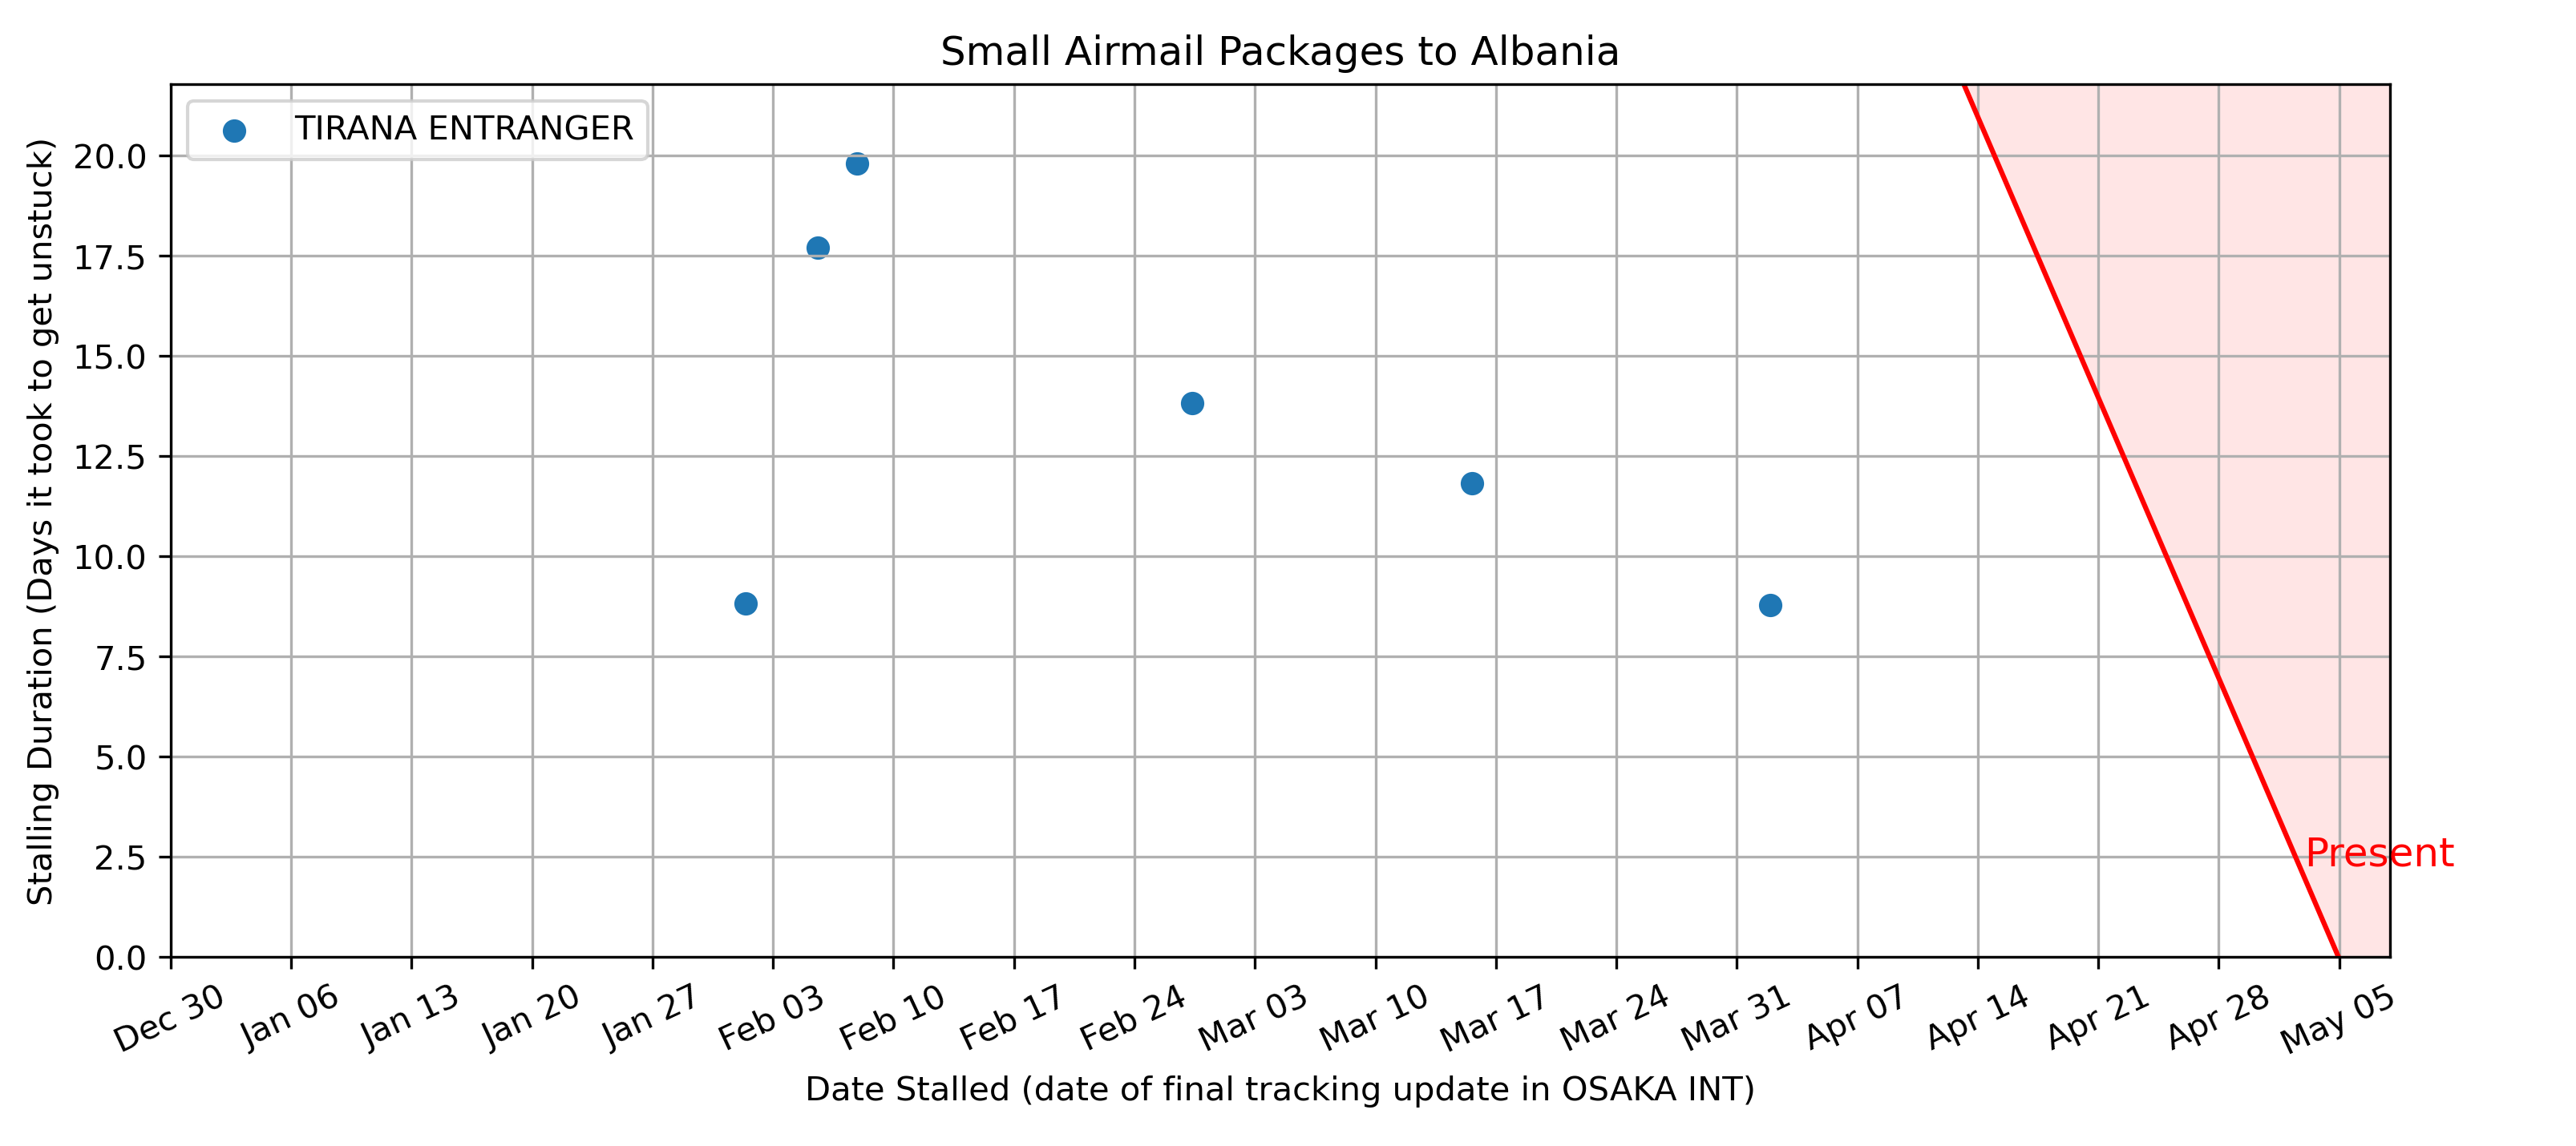 Small Airmail Packages to Albania
TIRANA ENTRANGER
Stalling Duration (Days it took to get unstuck)
20.0
17.5
15.0
12.5
10.0
7.5
5.0
2.5
0.0
Present
Dec 30
Jan 06
Jan 13
Jan 20
Jan 27
Feb 03
Feb 10
Feb 17
Feb 24
Mar 03
Mar 10
Mar 17
Mar 24
Mar 31
Apr 07
Apr 14
Apr 21
Apr 28
May 05
Date Stalled (date of final tracking update in OSAKA INT)